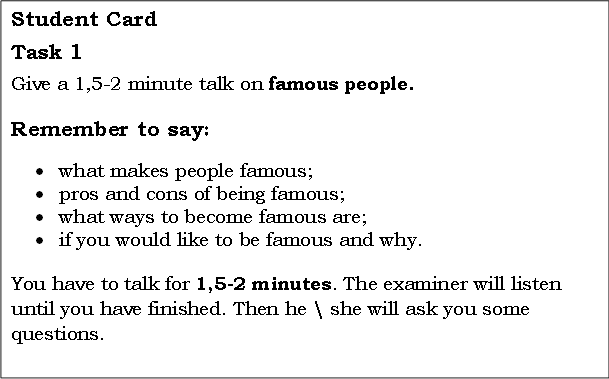 Student Card
Task 1
Give a 1,5-2 minute talk on famous people.
Remember to say:
• what makes people famous;
• pros and cons of being famous;
• what ways to become famous are;
• if you would like to be famous and why.
You have to talk for 1,5-2 minutes. The examiner will listen
until you have finished. Then he \ she will ask you some
questions.